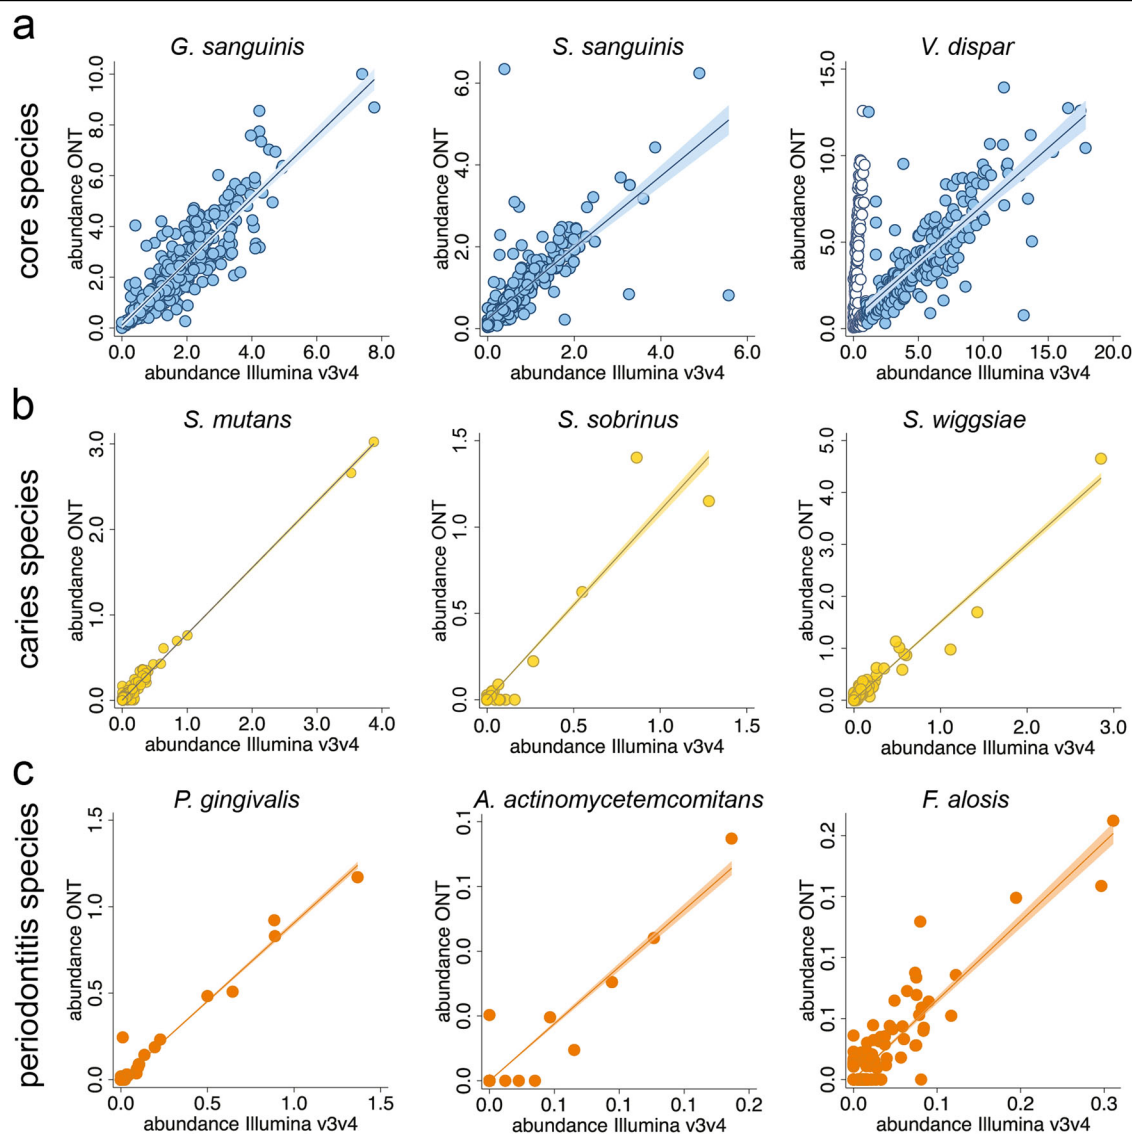 a
core species
G. sanguinis
abundance ONT
10.0
8.0
6.0
4.0
2.0
0.0
0.0 2.0 4.0 6.0 8.0
abundance Illumina v3v4
S. sanguinis
abundance ONT
6.0
4.0
2.0
0.0
0.0 2.0 4.0 6.0
abundance Illumina v3v4
V. dispar
abundance ONT
15.0
10.0
5.0
0.0
0.0 5.0 10.0 15.0 20.0
abundance Illumina v3v4
b
caries species
S. mutans
abundance ONT
3.0
2.0
1.0
0.0
0.0 1.0 2.0 3.0 4.0
abundance Illumina v3v4
S. sobrinus
abundance ONT
1.5
1.0
0.5
0.0
0.0 0.5 1.0 1.5
abundance Illumina v3v4
S. wiggsiae
abundance ONT
5.0
4.0
3.0
2.0
1.0
0.0
0.0 1.0 2.0 3.0
abundance Illumina v3v4
c
periodontitis species
P. gingivalis
abundance ONT
1.5
1.0
0.5
0.0
0.0 0.5 1.0 1.5
abundance Illumina v3v4
A. actinomycetemcomitans
abundance ONT
0.1
0.1
0.0
0.0
0.0
0.0 0.1 0.1 0.1 0.2
abundance Illumina v3v4
F. alosis
abundance ONT
0.2
0.1
0.1
0.1
0.0
0.0 0.1 0.2 0.3
abundance Illumina v3v4